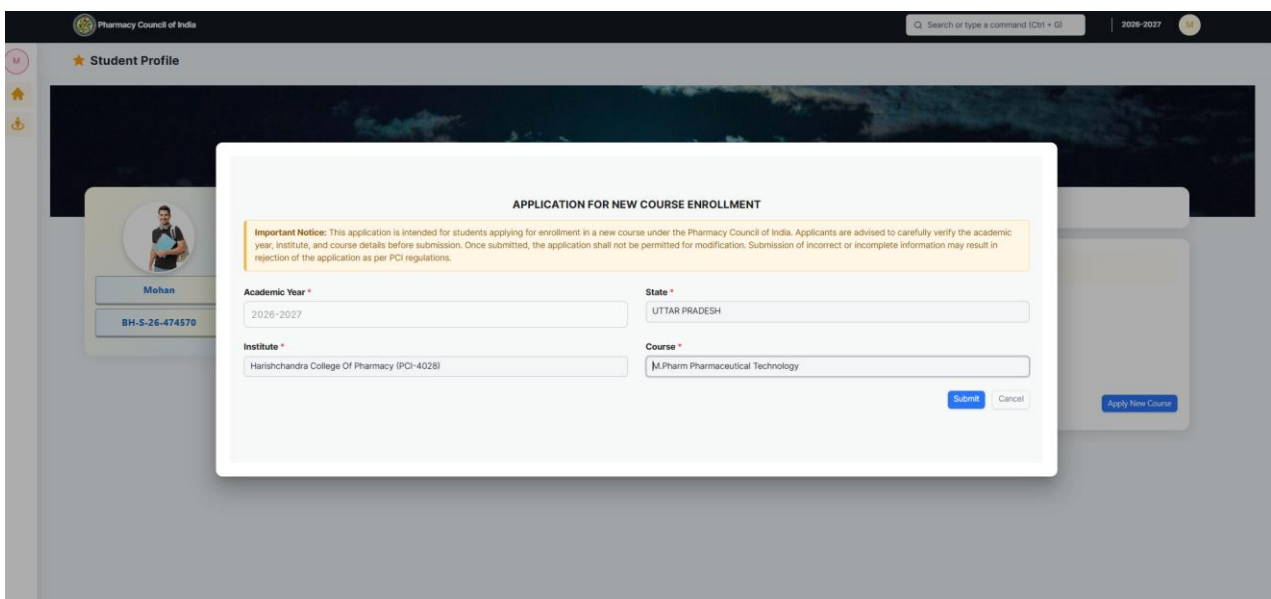 Pharmacy Council of India
Search or type a command (Ctrl + G)
2026-2027
M
M
Student Profile
APPLICATION FOR NEW COURSE ENROLLMENT
Important Notice: This application is intended for students applying for enrollment in a new course under the Pharmacy Council of India. Applicants are advised to carefully verify the academic
year, institute, and course details before submission. Once submitted, the application shall not be permitted for modification. Submission of incorrect or incomplete information may result in
rejection of the application as per PCI regulations.
Mohan
BH-S-26-474570
Academic Year *
State *
2026-2027
UTTAR PRADESH
Institute *
Course *
Harishchandra College Of Pharmacy (PCI-4028)
M.Pharm Pharmaceutical Technology
Submit
Cancel
Apply New Course